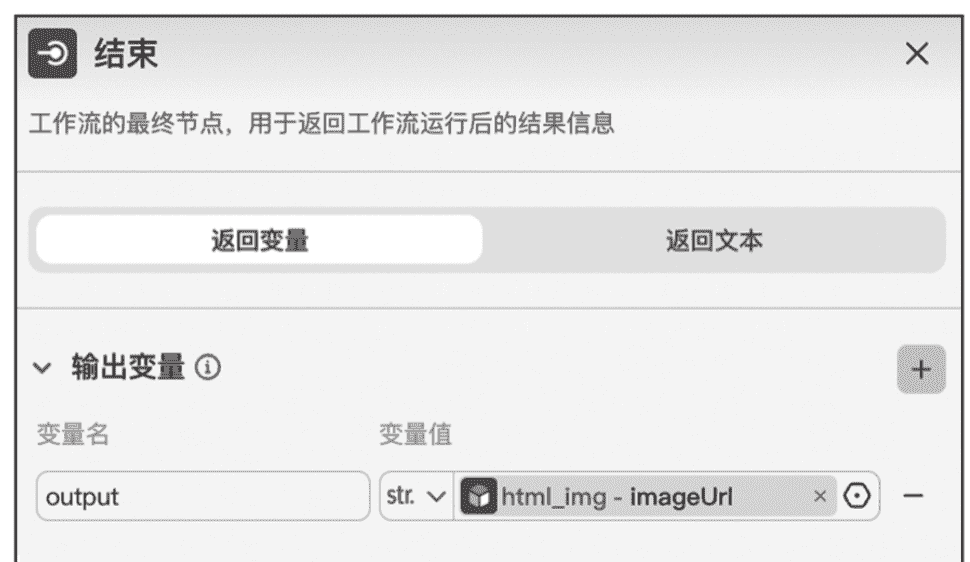 结束
工作流的最终节点，用于返回工作流运行后的结果信息
返回变量 返回文本
输出变量
变量名 变量值
output str. html_img - imageUrl